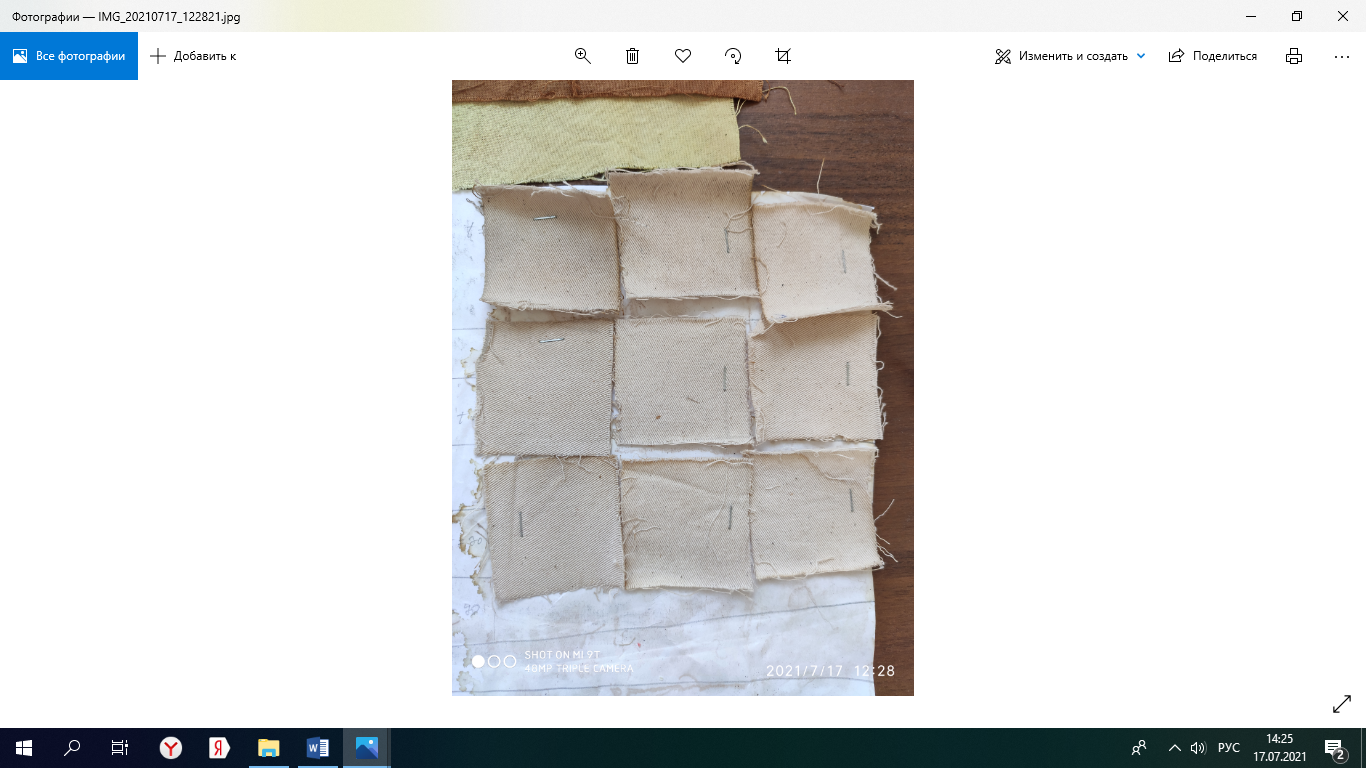 Фотографии — IMG_20210717_122821.jpg
Все фотографии
Добавить к
Изменить и создать
Поделиться
SHOT ON MI 9T
48MP TRIPLE CAMERA
2021/7/17 12:28
РУС
14:25
17.07.2021
2